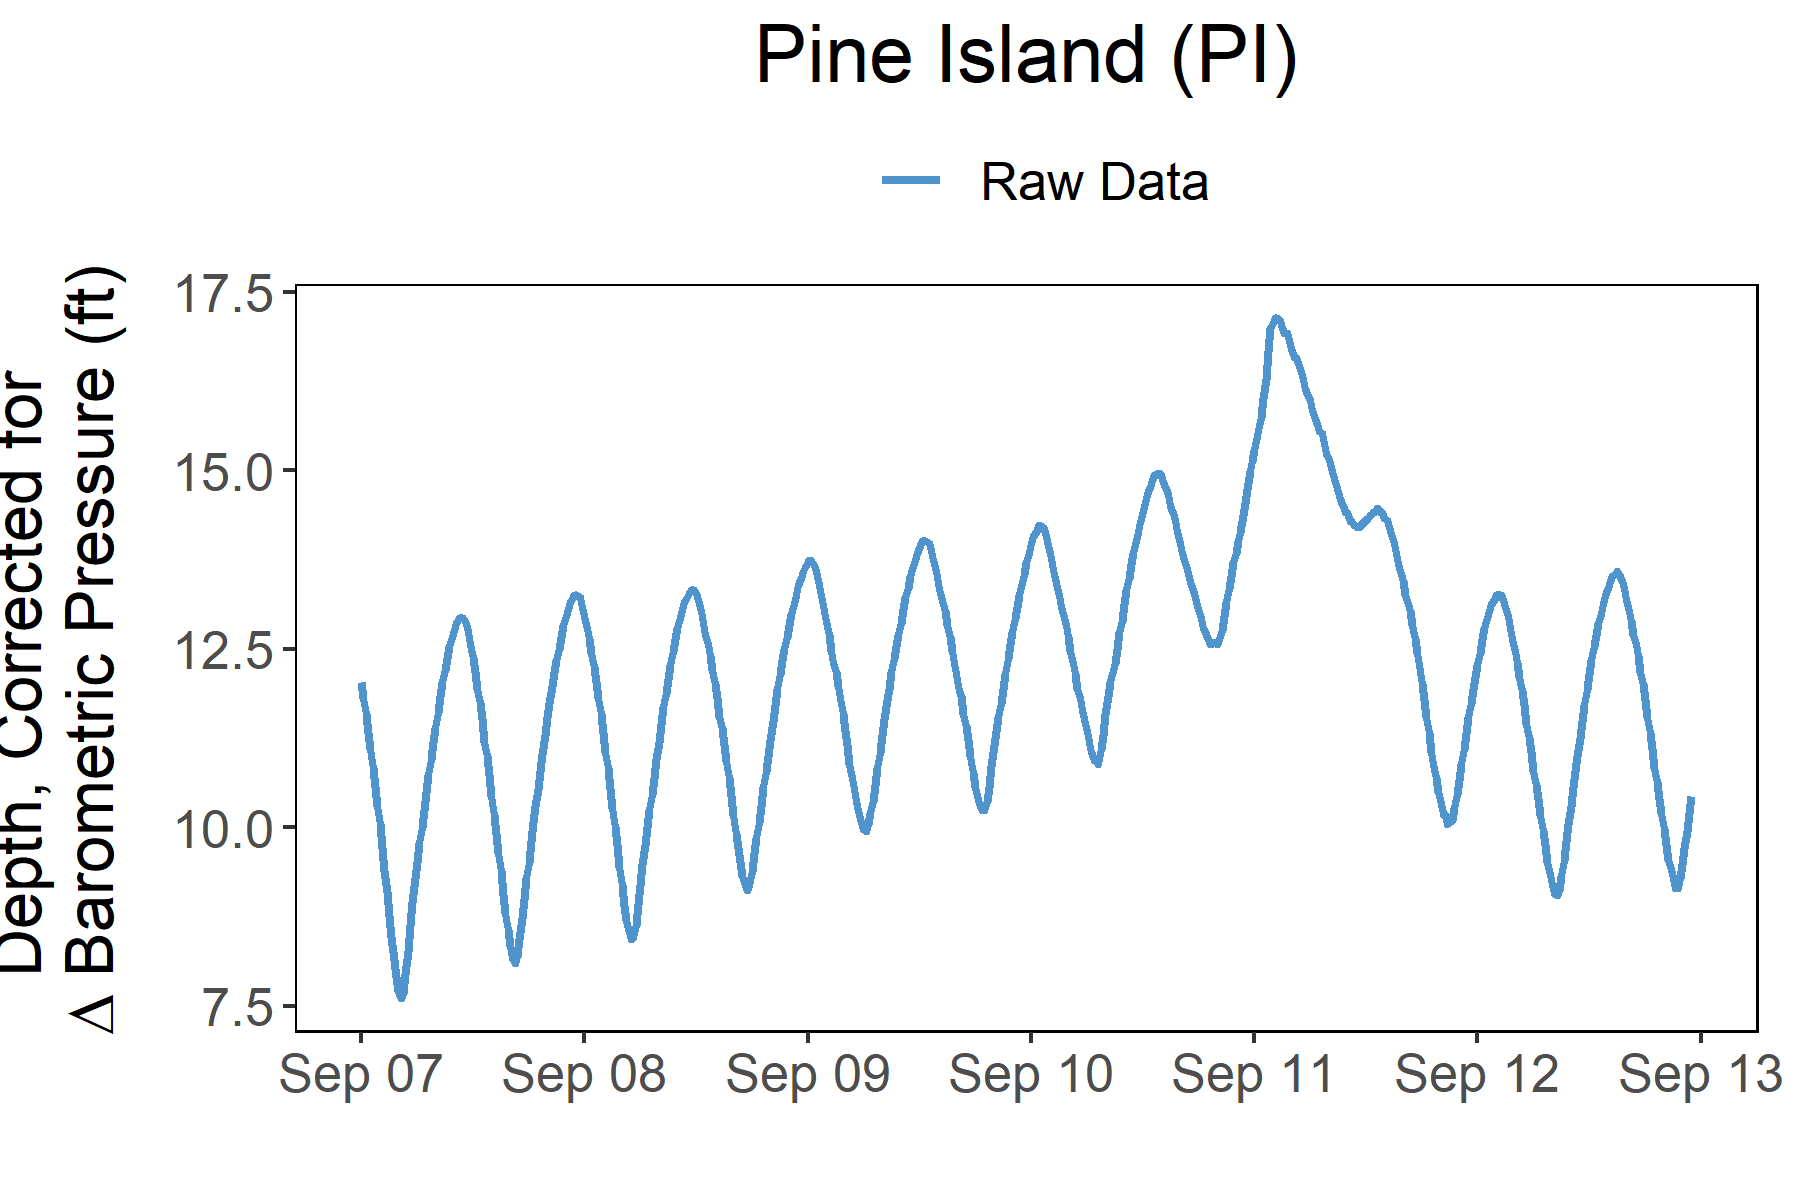 Pine Island (PI)
Raw Data
Depth, Corrected for
Δ Barometric Pressure (ft)
17.5
15.0
12.5
10.0
7.5
Sep 07 Sep 08 Sep 09 Sep 10 Sep 11 Sep 12 Sep 13